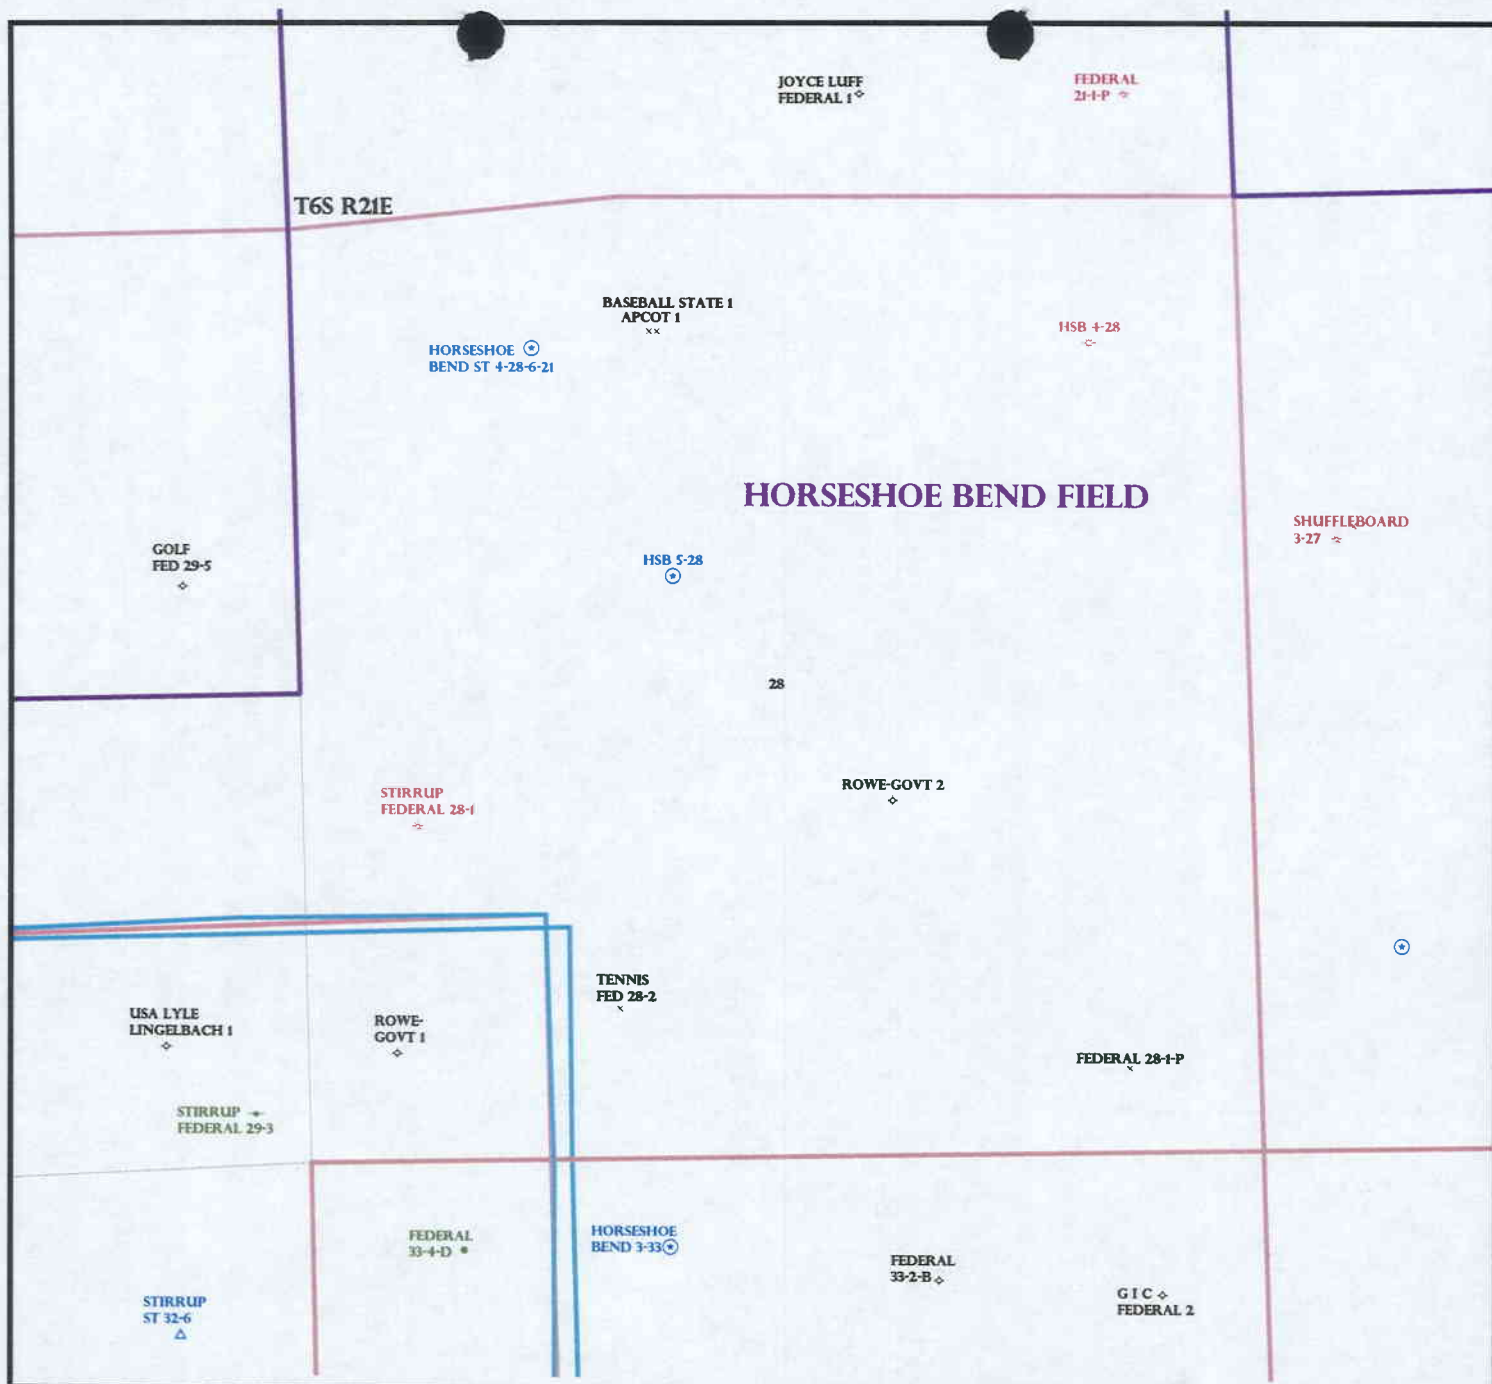 JOYCE LUFF
FEDERAL 1
FEDERAL
21-1-P
T6S R21E
BASEBALL STATE 1
APCOT 1
HSB 4-28
HORSESHOE
BEND ST 4-28-6-21
HORSESHOE BEND FIELD
SHUFFLEBOARD
3-27
GOLF
FED 29-5
HSB 5-28
28
STIRRUP
FEDERAL 28-1
ROWE-GOVT 2
TENNIS
FED 28-2
USA LYLE
LINGELBACH 1
ROWE-
GOVT 1
FEDERAL 28-1-P
STIRRUP
FEDERAL 29-3
FEDERAL
33-4-D
HORSESHOE
BEND 3-33
FEDERAL
33-2-B
G I C
FEDERAL 2
STIRRUP
ST 32-6